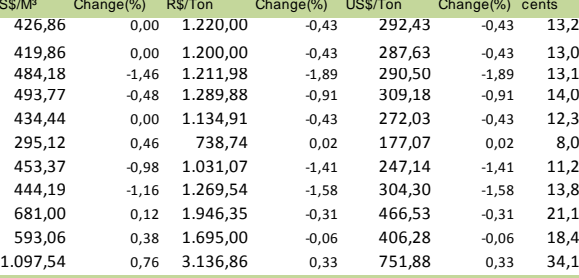 S$/M³ Change(%) R$/Ton Change(%) US$/Ton Change(%) cents
426,86 0,00 1.220,00 -0,43 292,43 -0,43 13,2
419,86 0,00 1.200,00 -0,43 287,63 -0,43 13,0
484,18 -1,46 1.211,98 -1,89 290,50 -1,89 13,1
493,77 -0,48 1.289,88 -0,91 309,18 -0,91 14,0
434,44 0,00 1.134,91 -0,43 272,03 -0,43 12,3
295,12 0,46 738,74 0,02 177,07 0,02 8,0
453,37 -0,98 1.031,07 -1,41 247,14 -1,41 11,2
444,19 -1,16 1.269,54 -1,58 304,30 -1,58 13,8
681,00 0,12 1.946,35 -0,31 466,53 -0,31 21,1
593,06 0,38 1.695,00 -0,06 406,28 -0,06 18,4
1.097,54 0,76 3.136,86 0,33 751,88 0,33 34,1